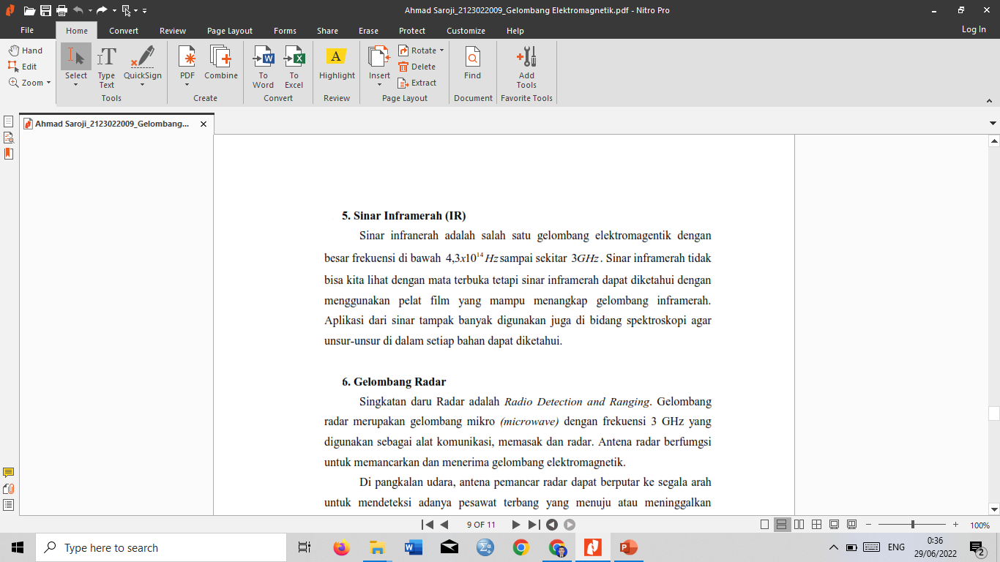 Ahmad Saroji_2123022009_Gelombang Elektromagnetik.pdf - Nitro Pro
File Home Convert Review Page Layout Forms Share Erase Protect Customize Help Log In
Hand
Edit
Zoom
Select
Type Text
QuickSign
Tools
PDF
Combine
Create
To Word
To Excel
Convert
Highlight
Review
Insert
Rotate
Delete
Extract
Page Layout
Find
Document
Add Tools
Favorite Tools
Ahmad Saroji_2123022009_Gelombang...
5. Sinar Inframerah (IR)
Sinar infranerah adalah salah satu gelombang elektromagentik dengan
besar frekuensi di bawah 4,3x10¹⁴ Hz sampai sekitar 3GHz. Sinar inframerah tidak
bisa kita lihat dengan mata terbuka tetapi sinar inframerah dapat diketahui dengan
menggunakan pelat film yang mampu menangkap gelombang inframerah.
Aplikasi dari sinar tampak banyak digunakan juga di bidang spektroskopi agar
unsur-unsur di dalam setiap bahan dapat diketahui.
6. Gelombang Radar
Singkatan daru Radar adalah Radio Detection and Ranging. Gelombang
radar merupakan gelombang mikro (microwave) dengan frekuensi 3 GHz yang
digunakan sebagai alat komunikasi, memasak dan radar. Antena radar berfumgsi
untuk memancarkan dan menerima gelombang elektromagnetik.
Di pangkalan udara, antena pemancar radar dapat berputar ke segala arah
untuk mendeteksi adanya pesawat terbang yang menuju atau meninggalkan
9 OF 11
100%
Type here to search
ENG
0:36
29/06/2022
2